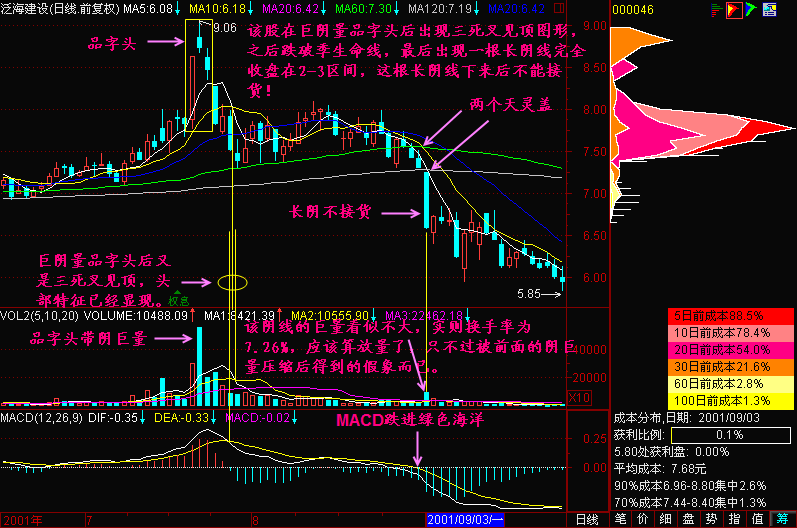 泛海建设(日线.前复权) MA5:6.08↓ MA10:6.18↓ MA20:6.42↓ MA60:7.30↓ MA120:7.19↓ MA20:6.42↓
000046
9.06
品字头
该股在巨阴量品字头后出现三死叉见顶图形,
之后跌破季生命线,最后出现一根长阴线完全
收盘在2-3区间,这根长阴线下来后不能接
货!
两个天灵盖
长阴不接货
巨阴量品字头后又
是三死叉见顶,头
部特征已经显现。
权息
5.85
9.00
8.50
8.00
7.50
7.00
6.50
6.00
VOL2(5,10,20) VOLUME:10488.09↑ MA1:8421.39↑ MA2:10555.90↓ MA3:22462.18↓
品字头带阴巨量
该阴线的巨量看似不大,实则换手率为
7.26%,应该算放量了,只不过被前面的阴巨
量压缩后得到的假象而已。
40000
20000
X10
MACD(12,26,9) DIF:-0.35↓ DEA:-0.33↓ MACD:-0.02↓
MACD跌进绿色海洋
0.25
0.00
5日前成本88.5%
10日前成本78.4%
20日前成本54.0%
30日前成本21.6%
60日前成本2.8%
100日前成本1.3%
成本分布,日期: 2001/09/03
获利比例: 0.1%
5.80处获利盘: 0.00%
平均成本: 7.68元
90%成本6.96-8.80集中2.6%
70%成本7.44-8.40集中1.3%
2001年 7 8 2001/09/03/一 日线
笔 价 细 盘 势 指 值 筹